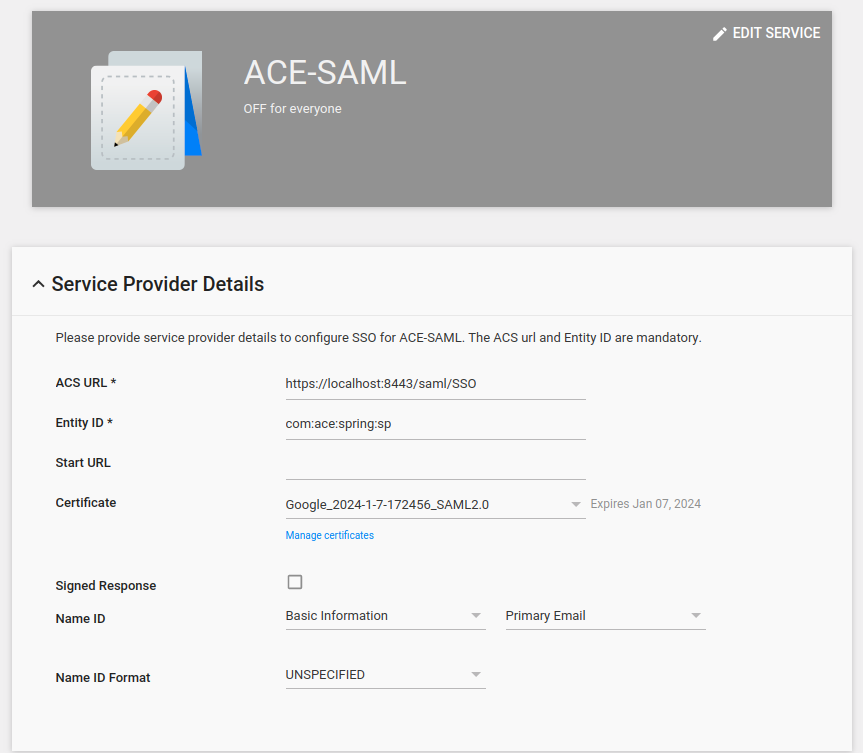 EDIT SERVICE
ACE-SAML
OFF for everyone
Service Provider Details
Please provide service provider details to configure SSO for ACE-SAML. The ACS url and Entity ID are mandatory.
ACS URL * https://localhost:8443/saml/SSO
Entity ID * com:ace:spring:sp
Start URL
Certificate Google_2024-1-7-172456_SAML2.0 Expires Jan 07, 2024
Manage certificates
Signed Response
Name ID Basic Information Primary Email
Name ID Format UNSPECIFIED